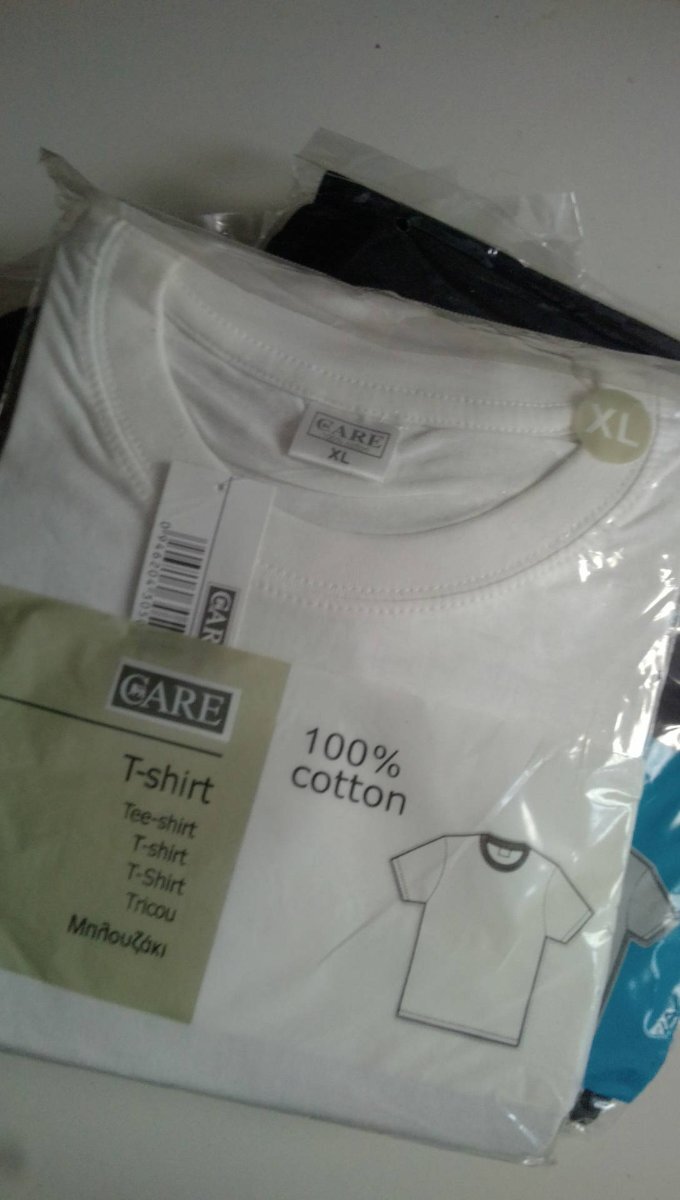 XL
CARE
XL
CARE
T-shirt
Tee-shirt
T-shirt
T-Shirt
Tricou
Μπλουζάκι
100%
cotton